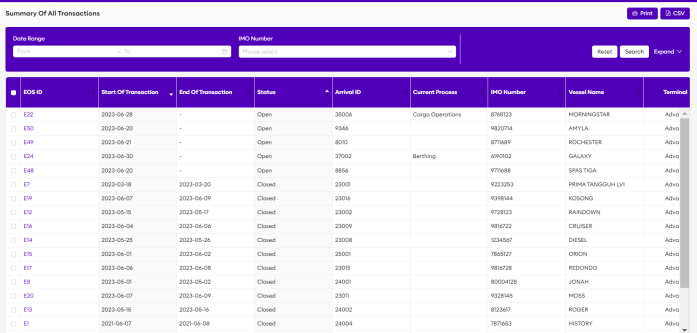 Summary Of All Transactions
Print
CSV
Date Range
IMO Number
From
To
Please select
Reset
Search
Expand
EOS ID Start Of Transaction End Of Transaction Status Arrival ID Current Process IMO Number Vessel Name Terminal
E22 2023-06-28 - Open 35006 Cargo Operations 8768123 MORNINGSTAR Adva
E50 2023-06-20 - Open 9346 9820714 AMYLA Adva
E49 2023-06-21 - Open 8010 8711689 ROCHESTER Adva
E24 2023-06-30 - Open 37002 Berthing 6190102 GALAXY Adva
E48 2023-06-20 - Open 8856 9711688 SPAS TIGA Adva
E7 2023-03-18 2023-03-20 Closed 23001 9223253 PRIMA TANGGUH LVI Adva
E19 2023-06-07 2023-06-09 Closed 23016 9398144 KOSONG Adva
E12 2023-05-15 2023-05-17 Closed 23002 9728123 RAINDOWN Adva
E16 2023-06-04 2023-06-06 Closed 23009 9816722 CRUISER Adva
E14 2023-05-25 2023-05-26 Closed 23008 1234567 DIESEL Adva
E15 2023-06-01 2023-06-02 Closed 25001 7865127 ORION Adva
E17 2023-06-06 2023-06-08 Closed 23015 9816728 REDONDO Adva
E8 2023-05-01 2023-05-02 Closed 24001 80004128 JONAH Adva
E20 2023-06-07 2023-06-09 Closed 23011 9328145 MOSS Adva
E13 2023-05-15 2023-05-16 Closed 24002 8123617 ROGER Adva
E1 2021-06-07 2021-06-08 Closed 24004 7871653 HISTORY Adva